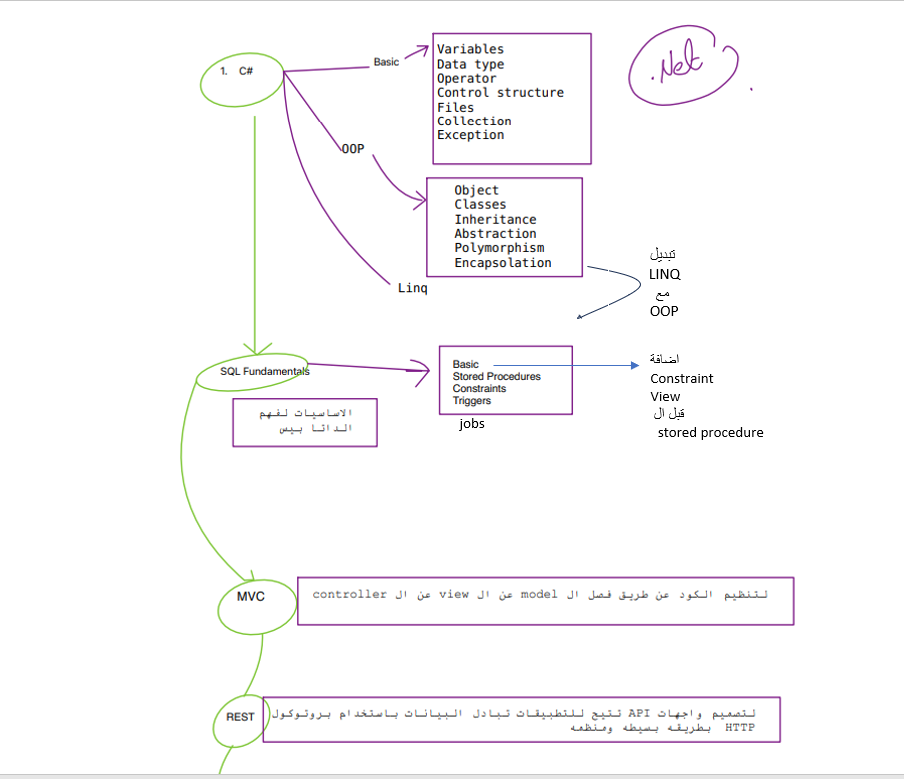 .Net
1. C#
Basic
Variables
Data type
Operator
Control structure
Files
Collection
Exception
OOP
Object
Classes
Inheritance
Abstraction
Polymorphism
Encapsolation
Linq
تبديل
LINQ
مع
OOP
SQL Fundamentals
Basic
Stored Procedures
Constraints
Triggers
jobs
اضافة
Constraint
View
قبل ال
stored procedure
الاساسيات لفهم
الداتا بيس
MVC
لتنظيم الكود عن طريق فصل ال model عن ال view عن ال controller
REST
لتصميم واجهات API تتيح للتطبيقات تبادل البيانات باستخدام بروتوكول
HTTP بطريقه بسيطه ومنظمه